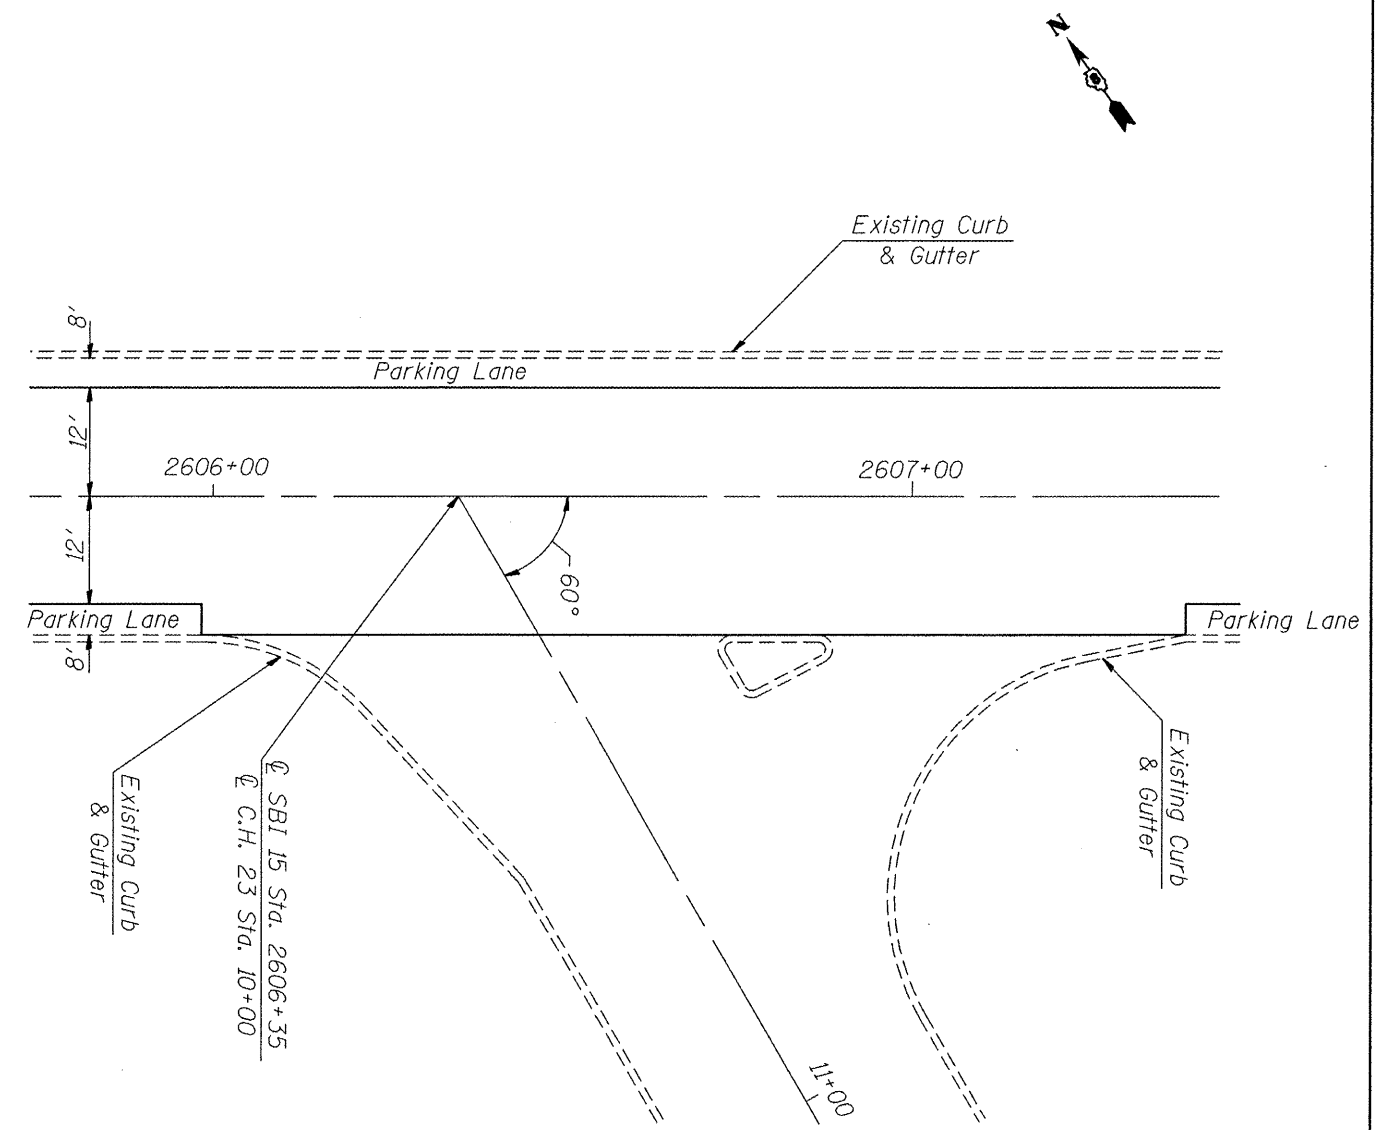 N
Existing Curb
& Gutter
8'
Parking Lane
12'
2606+00
2607+00
12'
60°
Parking Lane
Parking Lane
8'
Existing Curb
& Gutter
℄ SBI 15 Sta. 2606+35
℄ C.H. 23 Sta. 10+00
Existing Curb
& Gutter
11+00